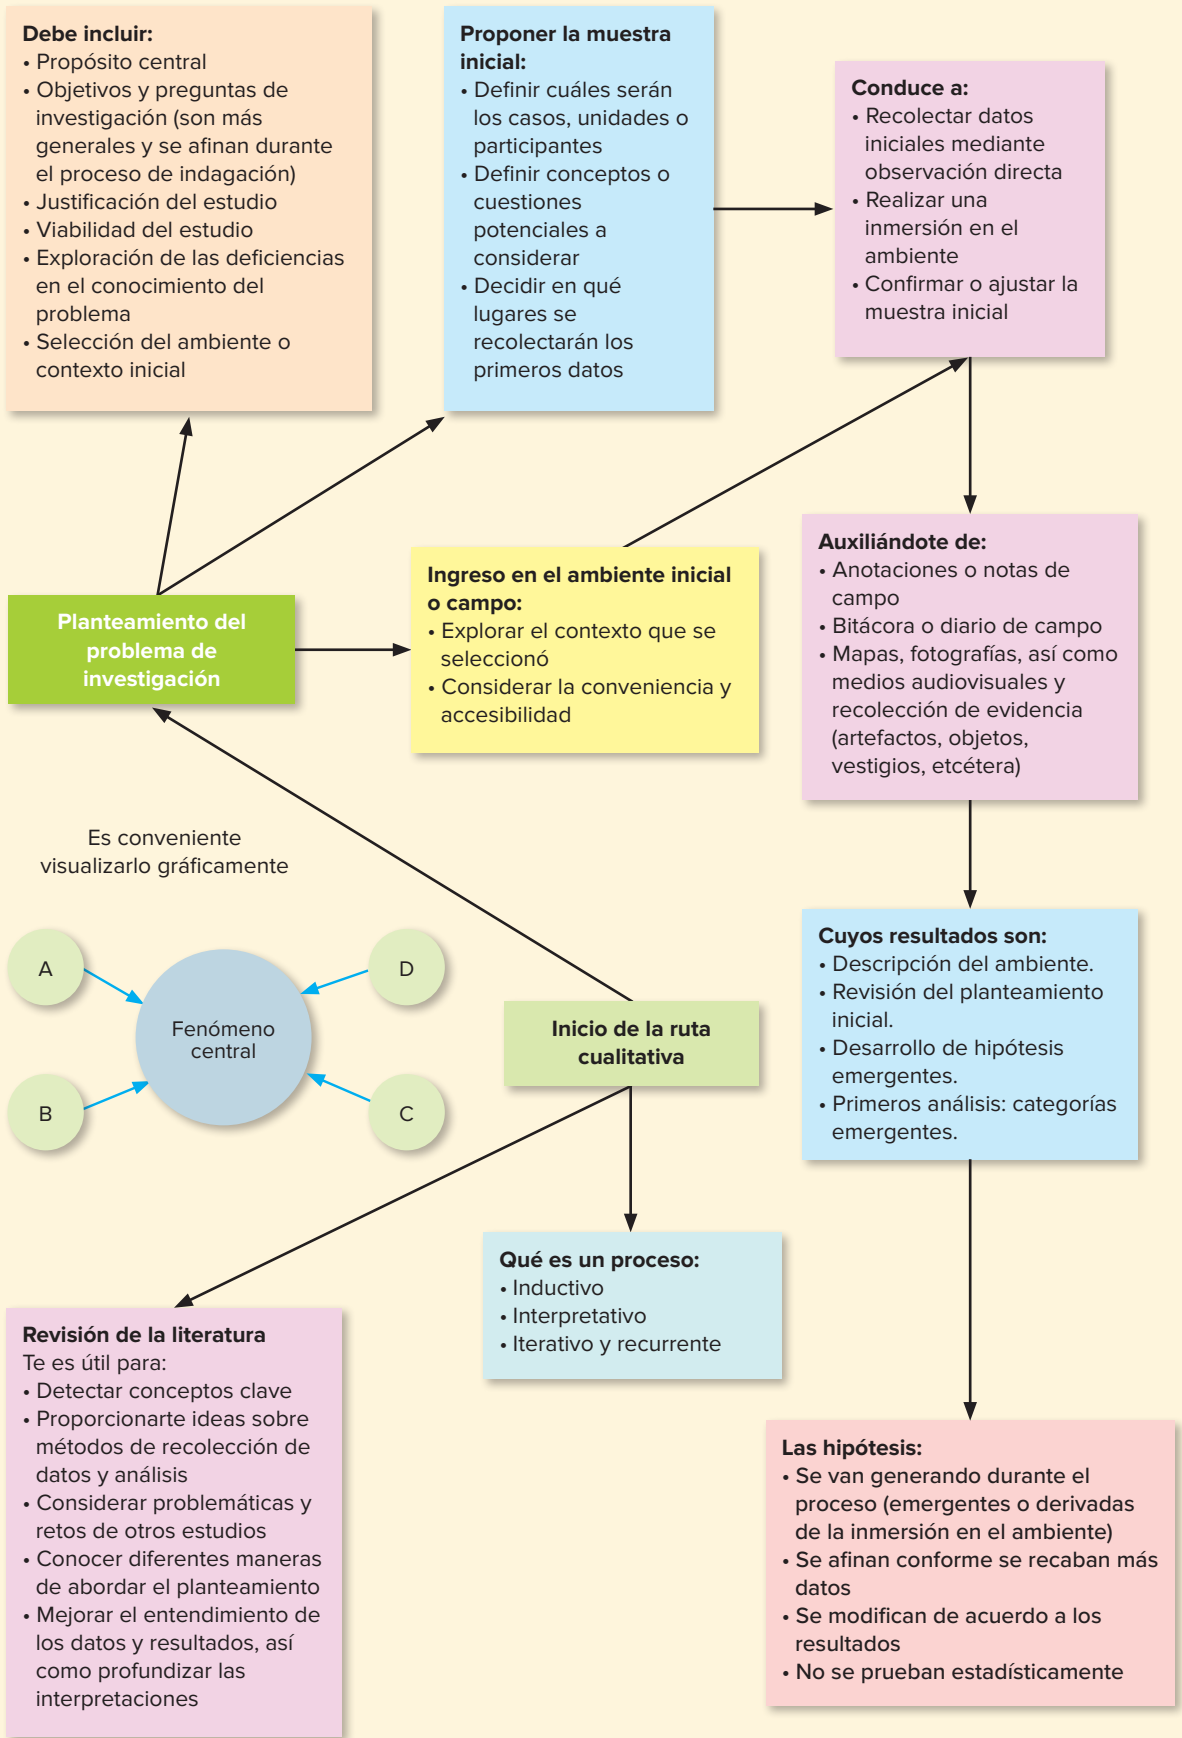 Debe incluir:
• Propósito central
• Objetivos y preguntas de
investigación (son más
generales y se afinan durante
el proceso de indagación)
• Justificación del estudio
• Viabilidad del estudio
• Exploración de las deficiencias
en el conocimiento del
problema
• Selección del ambiente o
contexto inicial
Proponer la muestra
inicial:
• Definir cuáles serán
los casos, unidades o
participantes
• Definir conceptos o
cuestiones
potenciales a
considerar
• Decidir en qué
lugares se
recolectarán los
primeros datos
Conduce a:
• Recolectar datos
iniciales mediante
observación directa
• Realizar una
inmersión en el
ambiente
• Confirmar o ajustar la
muestra inicial
Planteamiento del
problema de
investigación
Ingreso en el ambiente inicial
o campo:
• Explorar el contexto que se
seleccionó
• Considerar la conveniencia y
accesibilidad
Auxiliándote de:
• Anotaciones o notas de
campo
• Bitácora o diario de campo
• Mapas, fotografías, así como
medios audiovisuales y
recolección de evidencia
(artefactos, objetos,
vestigios, etcétera)
Es conveniente
visualizarlo gráficamente
A
D
Fenómeno
central
B
C
Inicio de la ruta
cualitativa
Cuyos resultados son:
• Descripción del ambiente.
• Revisión del planteamiento
inicial.
• Desarrollo de hipótesis
emergentes.
• Primeros análisis: categorías
emergentes.
Qué es un proceso:
• Inductivo
• Interpretativo
• Iterativo y recurrente
Revisión de la literatura
Te es útil para:
• Detectar conceptos clave
• Proporcionarte ideas sobre
métodos de recolección de
datos y análisis
• Considerar problemáticas y
retos de otros estudios
• Conocer diferentes maneras
de abordar el planteamiento
• Mejorar el entendimiento de
los datos y resultados, así
como profundizar las
interpretaciones
Las hipótesis:
• Se van generando durante el
proceso (emergentes o derivadas
de la inmersión en el ambiente)
• Se afinan conforme se recaban más
datos
• Se modifican de acuerdo a los
resultados
• No se prueban estadísticamente